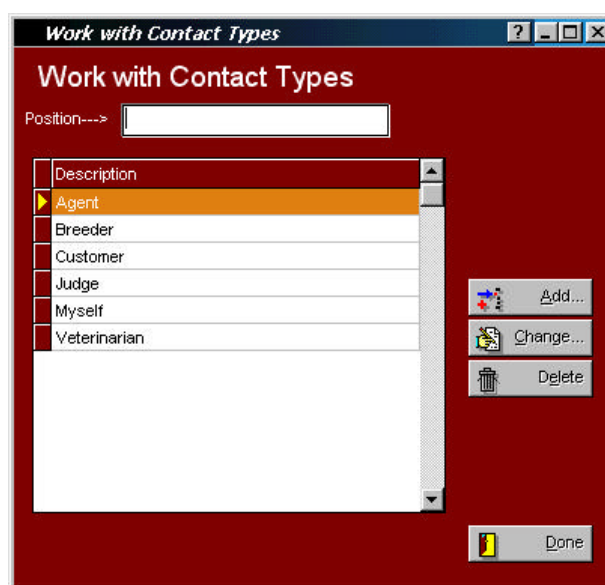 Work with Contact Types
Work with Contact Types
Position--->
Description
Agent
Breeder
Customer
Judge
Myself
Veterinarian
Add...
Change...
Delete
Done